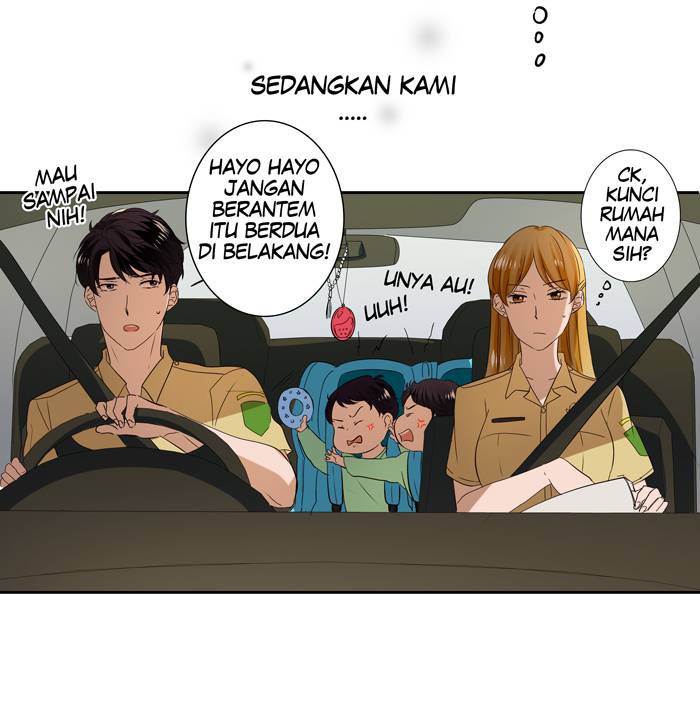 SEDANGKAN KAMI
.....
MAU
SAMPAI
NIH!
HAYO HAYO
JANGAN
BERANTEM
ITU BERDUA
DI BELAKANG!
UNYA AU!
UUH!
CK,
KUNCI
RUMAH
MANA
SIH?